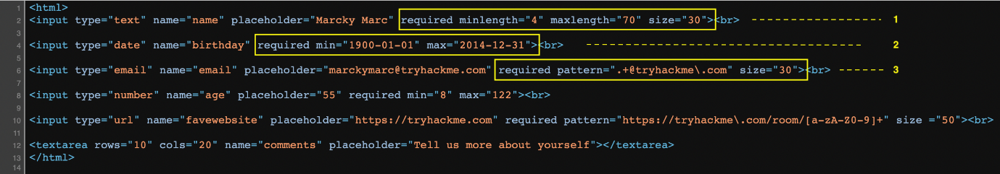 1 <html>
2 <input type="text" name="name" placeholder="Marcky Marc" required minlength="4" maxlength="70" size="30"><br> 1
3
4 <input type="date" name="birthday" required min="1900-01-01" max="2014-12-31"><br> 2
5
6 <input type="email" name="email" placeholder="marckymarc@tryhackme.com" required pattern=".+@tryhackme\.com" size="30"><br> 3
7
8 <input type="number" name="age" placeholder="55" required min="8" max="122"><br>
9
10 <input type="url" name="favewebsite" placeholder="https://tryhackme.com" required pattern="https://tryhackme\.com/room/[a-zA-Z0-9]+" size ="50"><br>
11
12 <textarea rows="10" cols="20" name="comments" placeholder="Tell us more about yourself"></textarea>
13 </html>
14